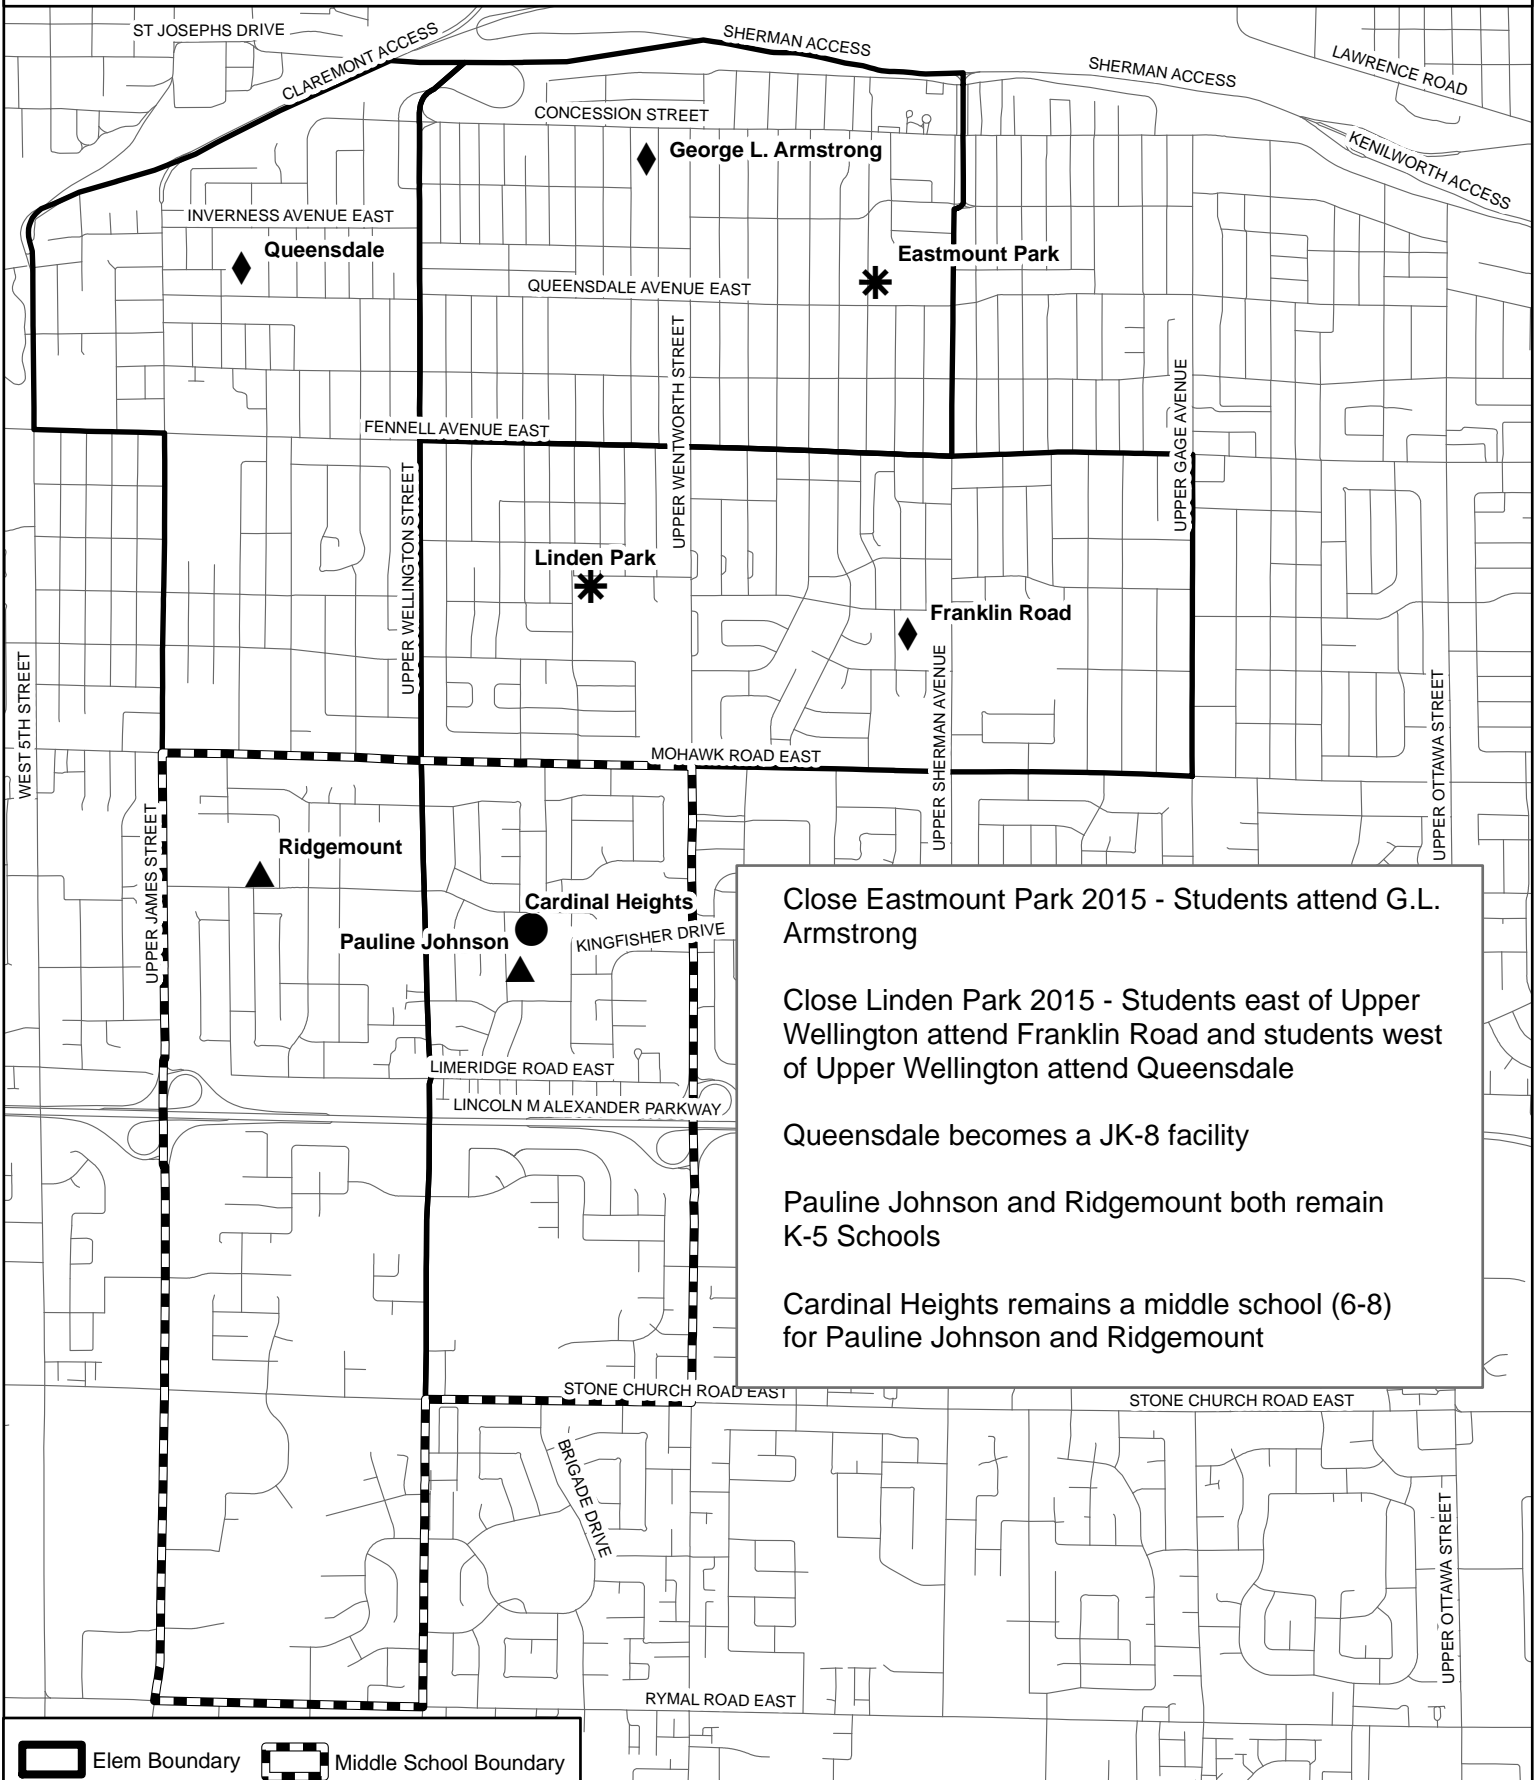 ST JOSEPHS DRIVE
CLAREMONT ACCESS
SHERMAN ACCESS
SHERMAN ACCESS
LAWRENCE ROAD
KENILWORTH ACCESS
CONCESSION STREET
George L. Armstrong
INVERNESS AVENUE EAST
Queensdale
Eastmount Park
QUEENSDALE AVENUE EAST
UPPER WENTWORTH STREET
UPPER GAGE AVENUE
FENNELL AVENUE EAST
UPPER WELLINGTON STREET
Linden Park
Franklin Road
WEST 5TH STREET
UPPER SHERMAN AVENUE
UPPER OTTAWA STREET
MOHAWK ROAD EAST
UPPER JAMES STREET
Ridgemount
Cardinal Heights
Pauline Johnson
KINGFISHER DRIVE
LIMERIDGE ROAD EAST
LINCOLN M ALEXANDER PARKWAY
Close Eastmount Park 2015 - Students attend G.L.
Armstrong
Close Linden Park 2015 - Students east of Upper
Wellington attend Franklin Road and students west
of Upper Wellington attend Queensdale
Queensdale becomes a JK-8 facility
Pauline Johnson and Ridgemount both remain
K-5 Schools
Cardinal Heights remains a middle school (6-8)
for Pauline Johnson and Ridgemount
STONE CHURCH ROAD EAST
STONE CHURCH ROAD EAST
BRIGADE DRIVE
UPPER OTTAWA STREET
RYMAL ROAD EAST
Elem Boundary
Middle School Boundary